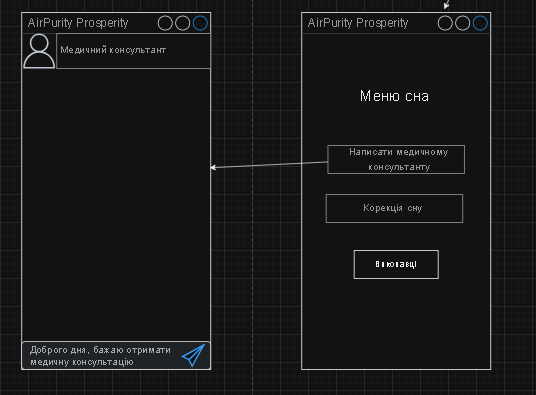 AirPurity Prosperity
Медичний консультант
Доброго дня, бажаю отримати
медичну консультацію
AirPurity Prosperity
Меню сна
Написати медичному
консультанту
Корекція сну
Виконавці